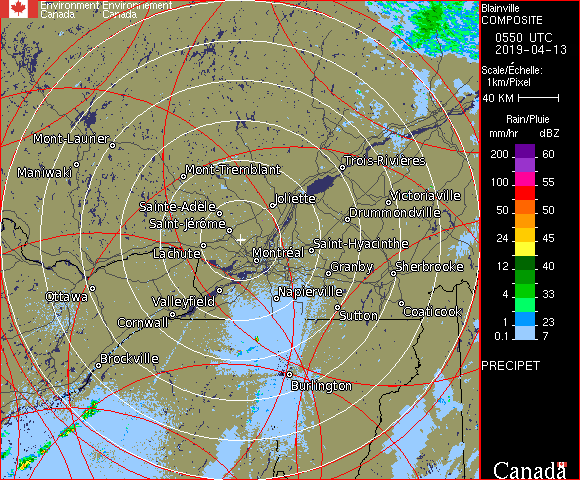 Environment Environnement
Canada Canada
Blainville
COMPOSITE
0550 UTC
2019-04-13
Scale/Échelle:
1km/Pixel
40 KM
Rain/Pluie
mm/hr dBZ
200 60
100 55
50 50
24 45
12 40
4 33
1 23
0.1 7
PRECIPET
Canada
Mont-Laurier
Maniwaki
Mont-Tremblant
Trois-Rivières
Joliette
Victoriaville
Sainte-Adèle
Drummondville
Saint-Jérôme
Saint-Hyacinthe
Lachute
Montréal
Granby
Sherbrooke
Ottawa
Valleyfield
Napierville
Coaticook
Cornwall
Sutton
Brockville
Burlington